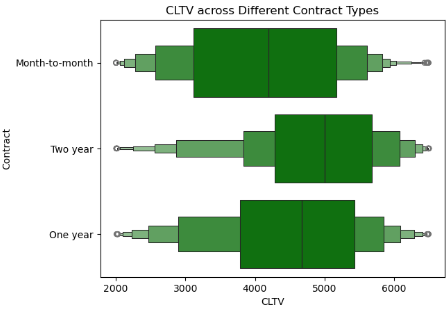 CLTV across Different Contract Types
Contract
Month-to-month
Two year
One year
2000 3000 4000 5000 6000
CLTV